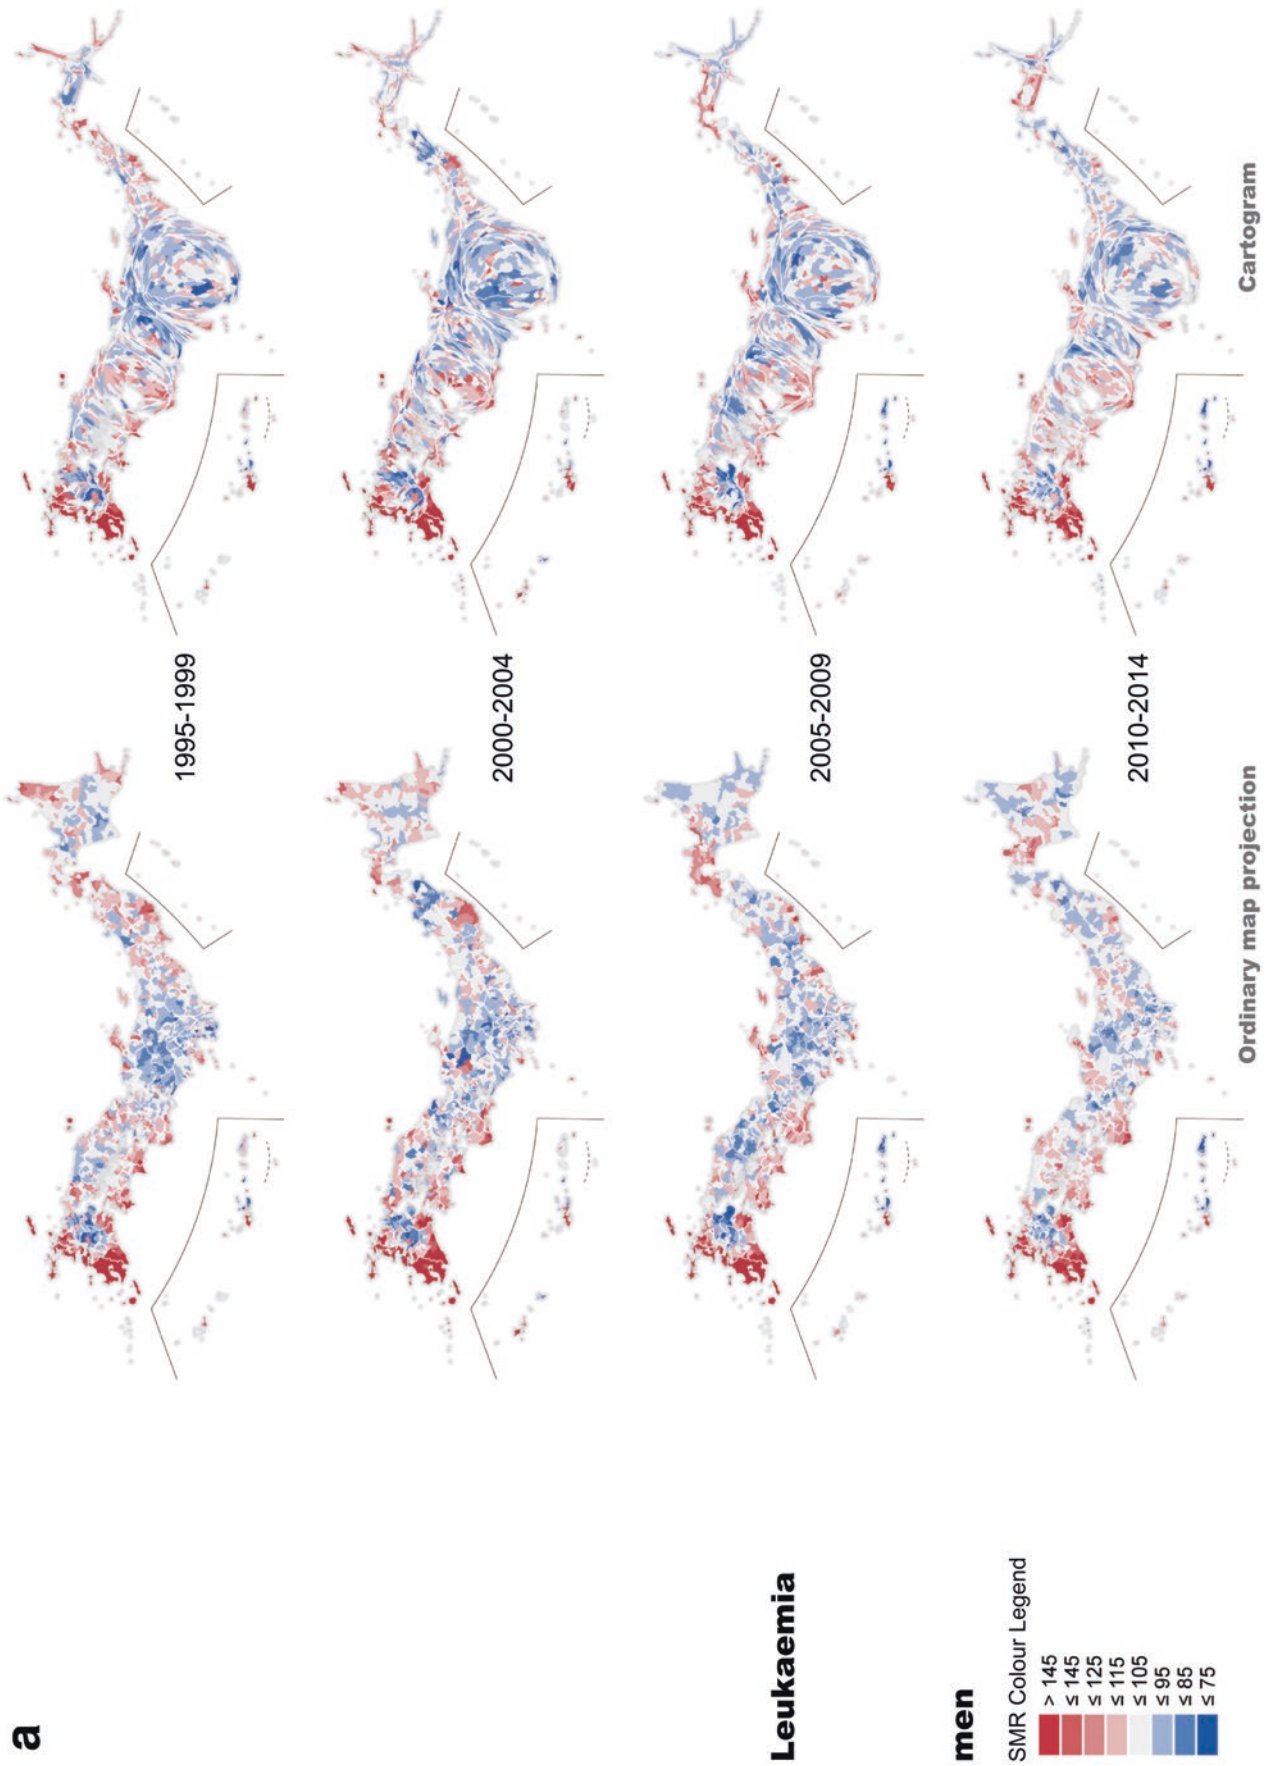 a
Leukaemia
men
SMR Colour Legend
> 145
≤ 145
≤ 125
≤ 115
≤ 105
≤ 95
≤ 85
≤ 75
1995-1999
2000-2004
2005-2009
2010-2014
Ordinary map projection
Cartogram